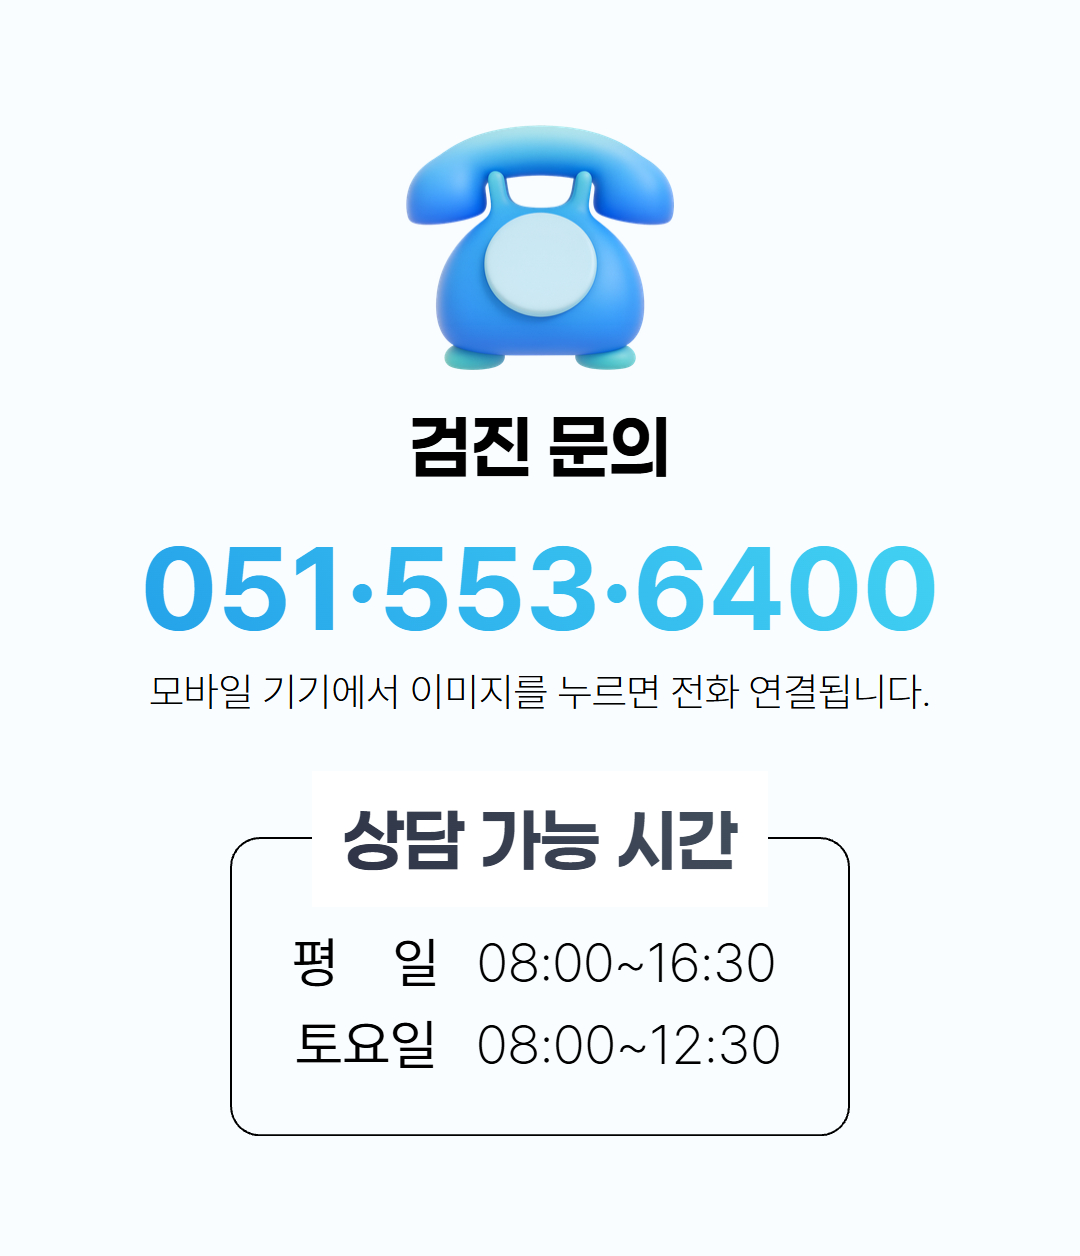 검진 문의
051·553·6400
모바일 기기에서 이미지를 누르면 전화 연결됩니다.
상담 가능 시간
평 일 08:00~16:30
토요일 08:00~12:30